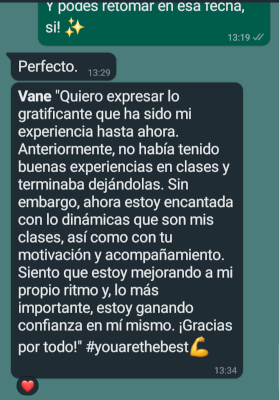 Y podes retomar en esa fecha,
si! ✨
13:19
Perfecto. 13:29
Vane "Quiero expresar lo
gratificante que ha sido mi
experiencia hasta ahora.
Anteriormente, no había tenido
buenas experiencias en clases y
terminaba dejándolas. Sin
embargo, ahora estoy encantada
con lo dinámicas que son mis
clases, así como con tu
motivación y acompañamiento.
Siento que estoy mejorando a mi
propio ritmo y, lo más
importante, estoy ganando
confianza en mí mismo. ¡Gracias
por todo!" #youarethebest💪
13:34